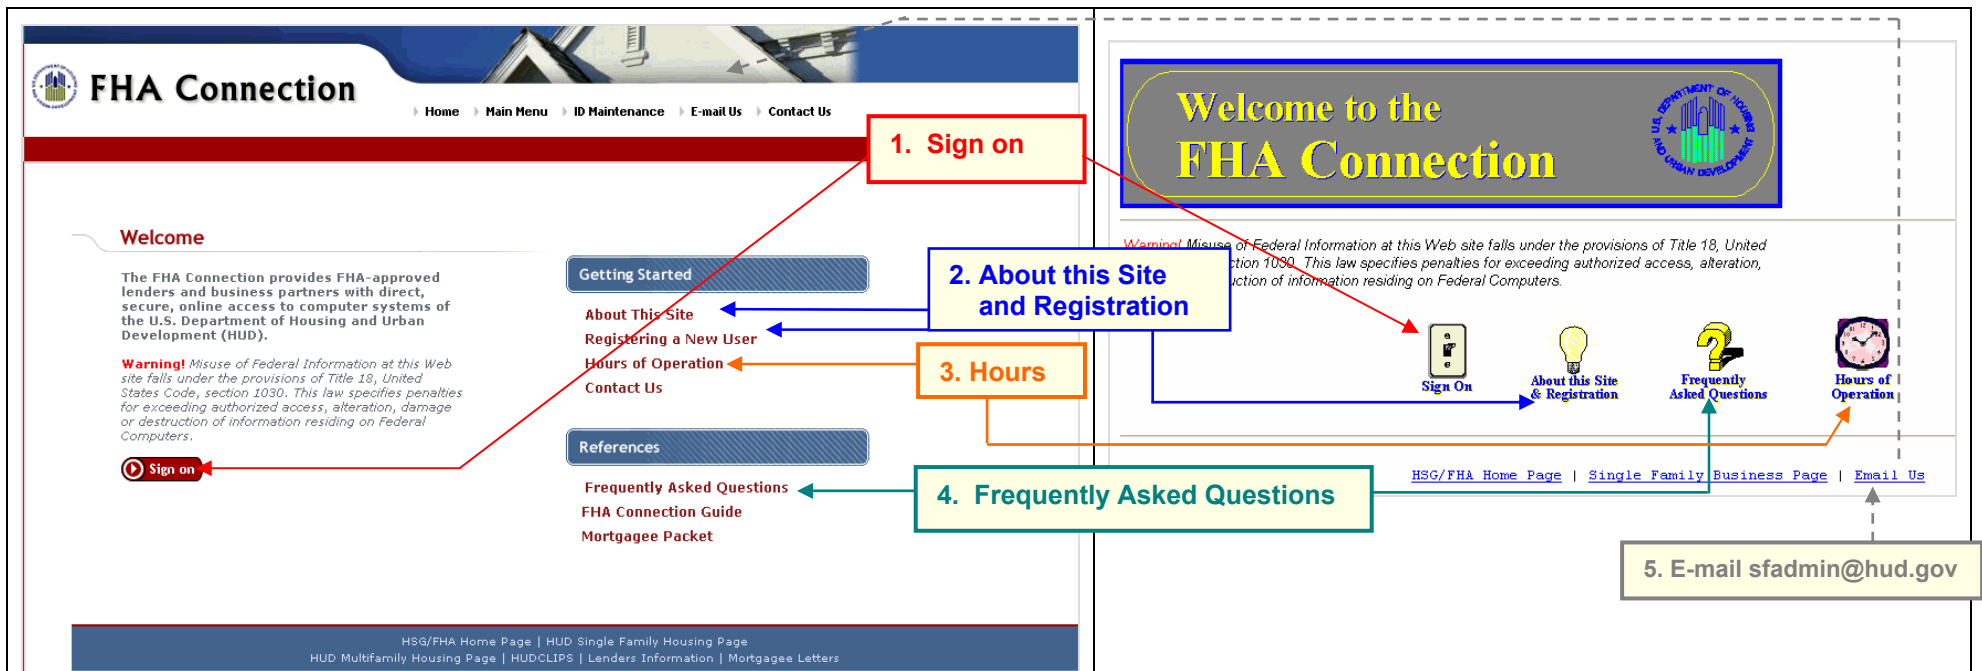 FHA Connection
Home Main Menu ID Maintenance E-mail Us Contact Us
Welcome
The FHA Connection provides FHA-approved
lenders and business partners with direct,
secure, online access to computer systems of
the U.S. Department of Housing and Urban
Development (HUD).
Warning! Misuse of Federal Information at this Web
site falls under the provisions of Title 18, United
States Code, section 1030. This law specifies penalties
for exceeding authorized access, alteration, damage
or destruction of information residing on Federal
Computers.
Sign on
Getting Started
About This Site
Registering a New User
Hours of Operation
Contact Us
References
Frequently Asked Questions
FHA Connection Guide
Mortgagee Packet
HSG/FHA Home Page | HUD Single Family Housing Page
HUD Multifamily Housing Page | HUDCLIPS | Lenders Information | Mortgagee Letters
1. Sign on
2. About this Site
and Registration
3. Hours
4. Frequently Asked Questions
5. E-mail sfadmin@hud.gov
Welcome to the
FHA Connection
U.S. DEPARTMENT OF HOUSING
AND URBAN DEVELOPMENT
Warning! Misuse of Federal Information at this Web site falls under the provisions of Title 18, United
ction 1030. This law specifies penalties for exceeding authorized access, alteration,
uction of information residing on Federal Computers.
Sign On
About this Site
& Registration
Frequently
Asked Questions
Hours of
Operation
HSG/FHA Home Page | Single Family Business Page | Email Us